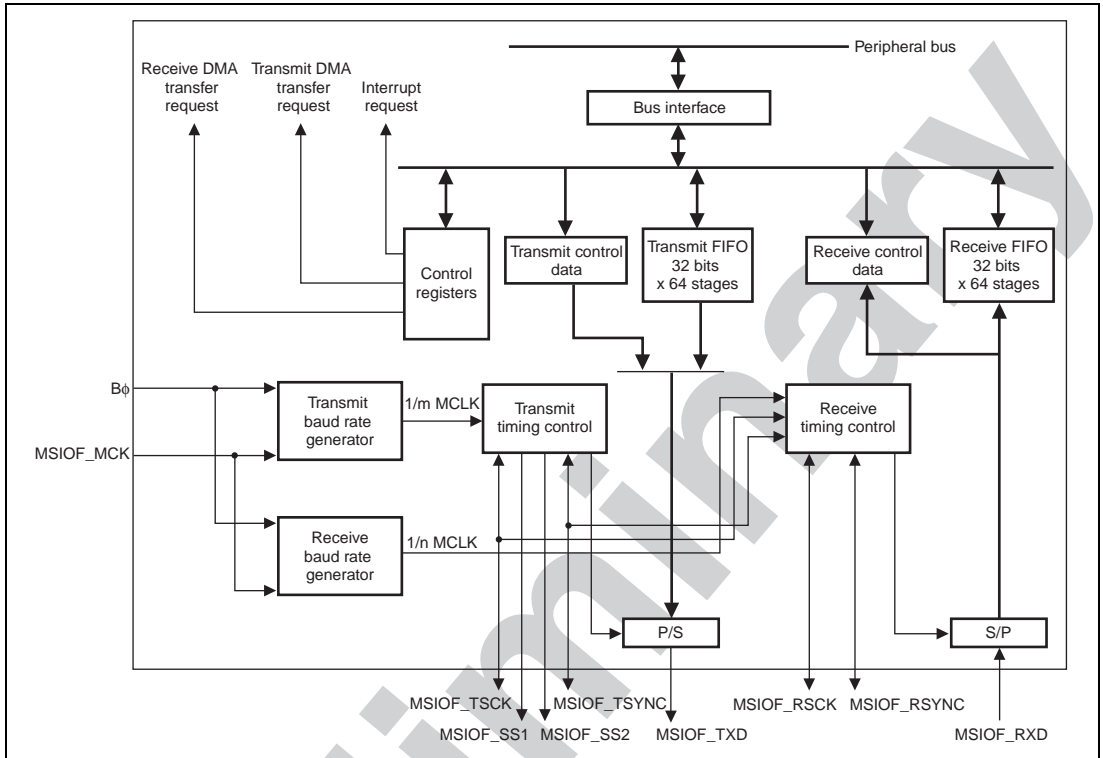 Peripheral bus
Receive DMA
transfer
request
Transmit DMA
transfer
request
Interrupt
request
Bus interface
Control
registers
Transmit control
data
Transmit FIFO
32 bits
x 64 stages
Receive control
data
Receive FIFO
32 bits
x 64 stages
Bϕ
MSIOF_MCK
Transmit
baud rate
generator
1/m MCLK
Transmit
timing control
Receive
timing control
Receive
baud rate
generator
1/n MCLK
P/S
S/P
MSIOF_TSCK
MSIOF_TSYNC
MSIOF_RSCK
MSIOF_RSYNC
MSIOF_SS1
MSIOF_SS2
MSIOF_TXD
MSIOF_RXD
liminary